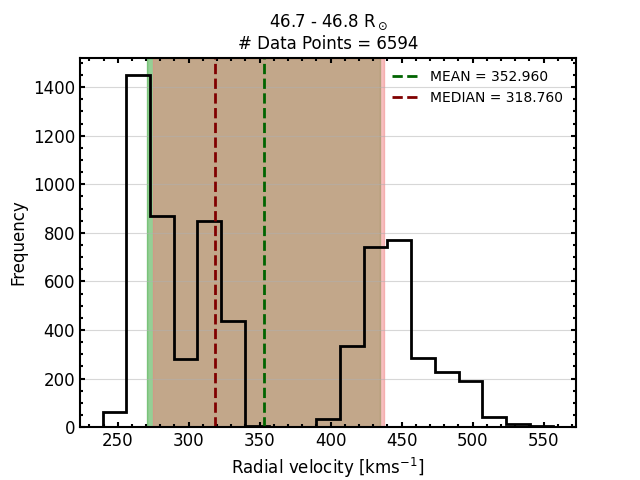 46.7 - 46.8 R⊙
# Data Points = 6594
MEAN = 352.960
MEDIAN = 318.760
Frequency
1400
1200
1000
800
600
400
200
0
250 300 350 400 450 500 550
Radial velocity [kms⁻¹]